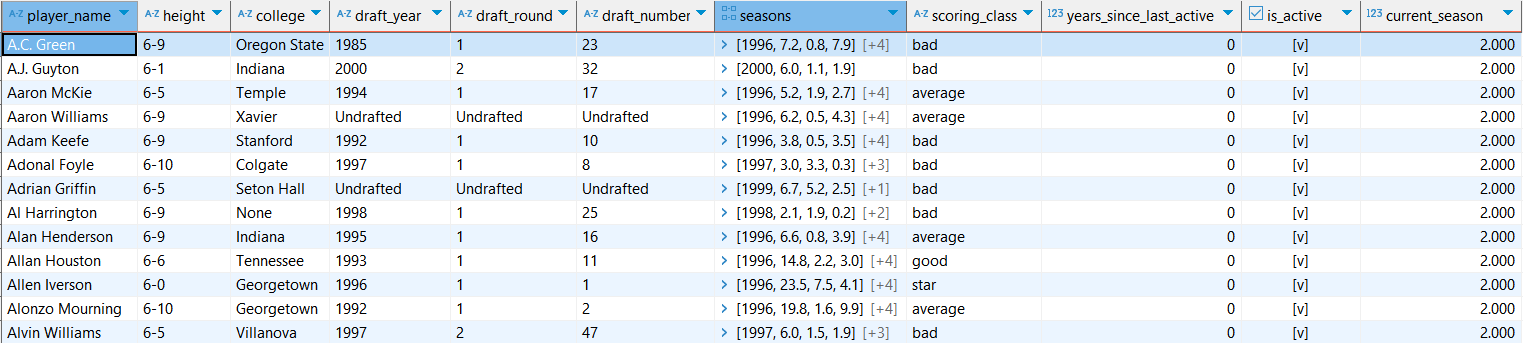 player_name height college draft_year draft_round draft_number seasons scoring_class 123 years_since_last_active is_active 123 current_season
A.C. Green 6-9 Oregon State 1985 1 23 > [1996, 7.2, 0.8, 7.9] [+4] bad 0 [v] 2.000
A.J. Guyton 6-1 Indiana 2000 2 32 > [2000, 6.0, 1.1, 1.9] bad 0 [v] 2.000
Aaron McKie 6-5 Temple 1994 1 17 > [1996, 5.2, 1.9, 2.7] [+4] average 0 [v] 2.000
Aaron Williams 6-9 Xavier Undrafted Undrafted Undrafted > [1996, 6.2, 0.5, 4.3] [+4] average 0 [v] 2.000
Adam Keefe 6-9 Stanford 1992 1 10 > [1996, 3.8, 0.5, 3.5] [+4] bad 0 [v] 2.000
Adonal Foyle 6-10 Colgate 1997 1 8 > [1997, 3.0, 3.3, 0.3] [+3] bad 0 [v] 2.000
Adrian Griffin 6-5 Seton Hall Undrafted Undrafted Undrafted > [1999, 6.7, 5.2, 2.5] [+1] bad 0 [v] 2.000
Al Harrington 6-9 None 1998 1 25 > [1998, 2.1, 1.9, 0.2] [+2] bad 0 [v] 2.000
Alan Henderson 6-9 Indiana 1995 1 16 > [1996, 6.6, 0.8, 3.9] [+4] average 0 [v] 2.000
Allan Houston 6-6 Tennessee 1993 1 11 > [1996, 14.8, 2.2, 3.0] [+4] good 0 [v] 2.000
Allen Iverson 6-0 Georgetown 1996 1 1 > [1996, 23.5, 7.5, 4.1] [+4] star 0 [v] 2.000
Alonzo Mourning 6-10 Georgetown 1992 1 2 > [1996, 19.8, 1.6, 9.9] [+4] average 0 [v] 2.000
Alvin Williams 6-5 Villanova 1997 2 47 > [1997, 6.0, 1.5, 1.9] [+3] bad 0 [v] 2.000